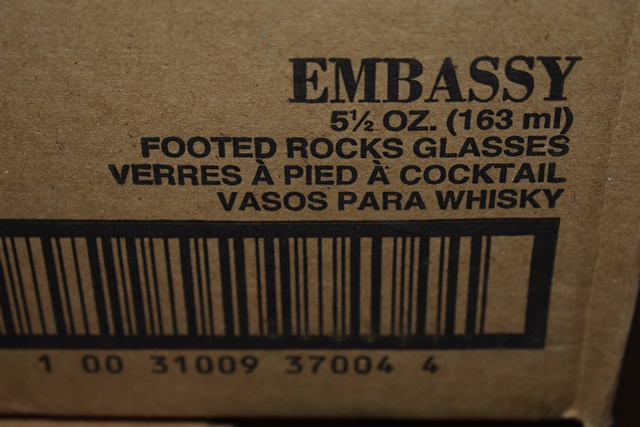 EMBASSY
5½ OZ. (163 ml)
FOOTED ROCKS GLASSES
VERRES À PIED À COCKTAIL
VASOS PARA WHISKY
1 00 31009 37004 4